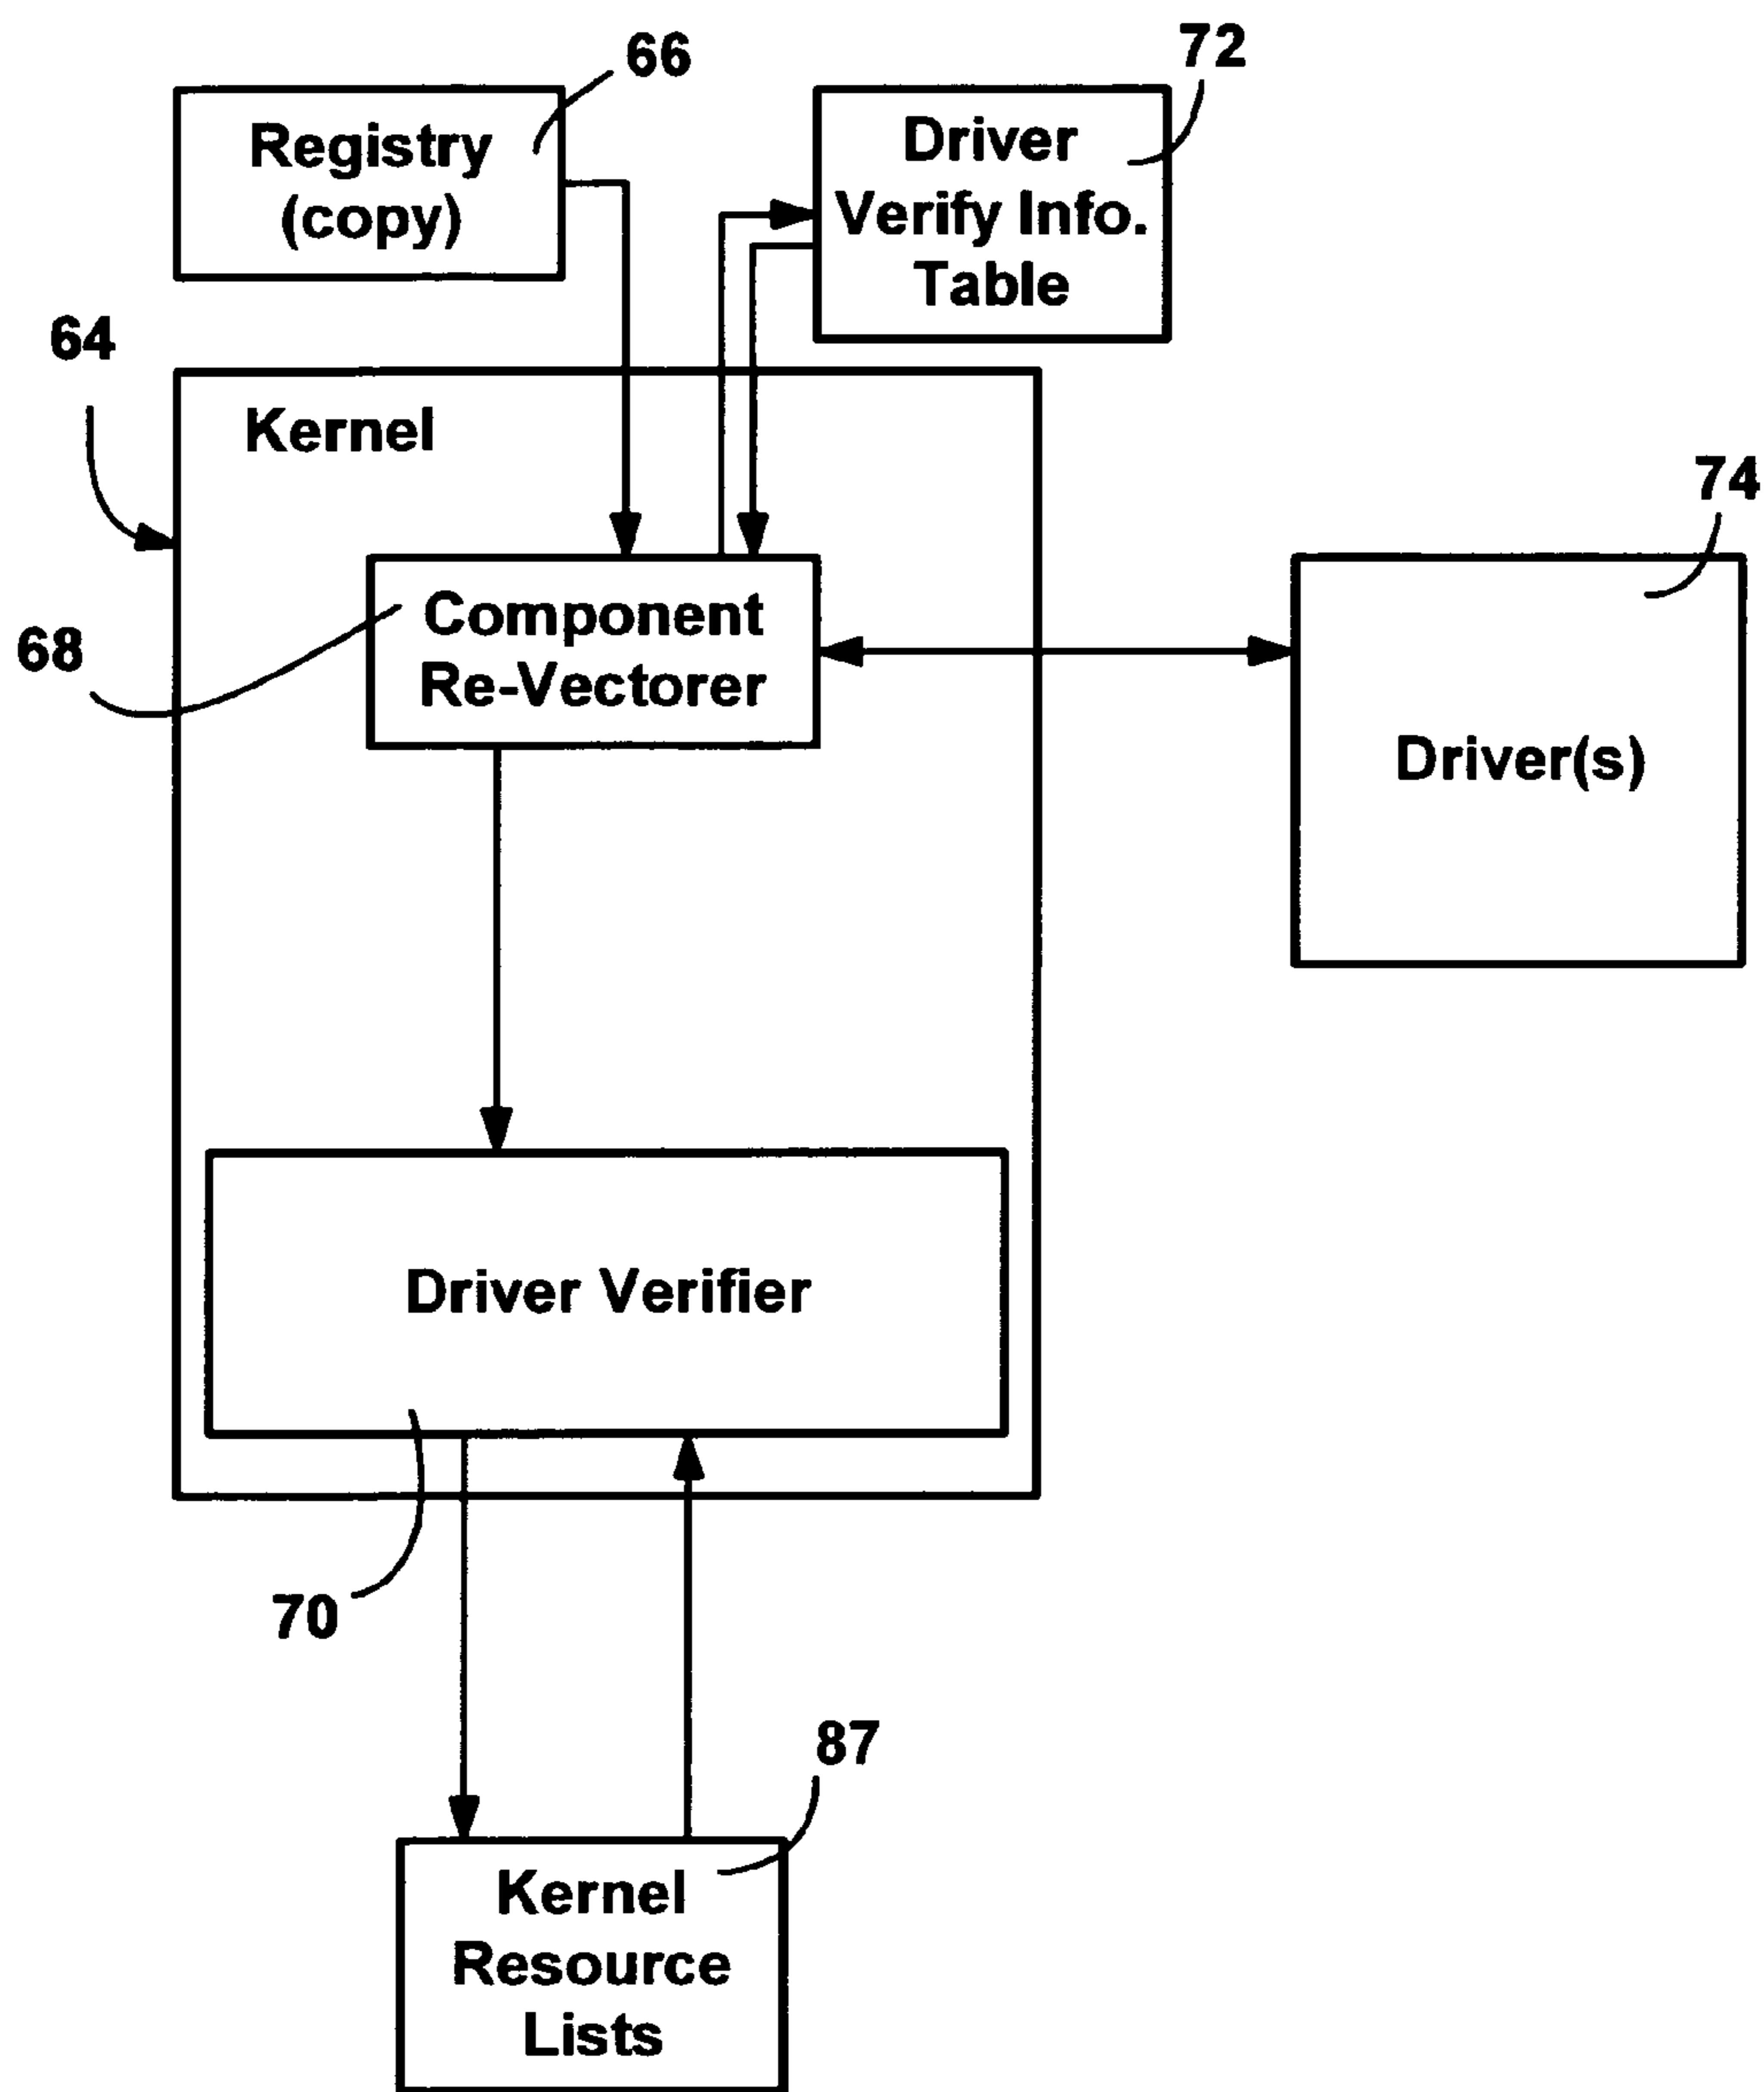 66
72
Registry
(copy)
Driver
Verify Info.
Table
64
Kernel
74
68
Component
Re-Vectorer
Driver(s)
Driver Verifier
70
87
Kernel
Resource
Lists